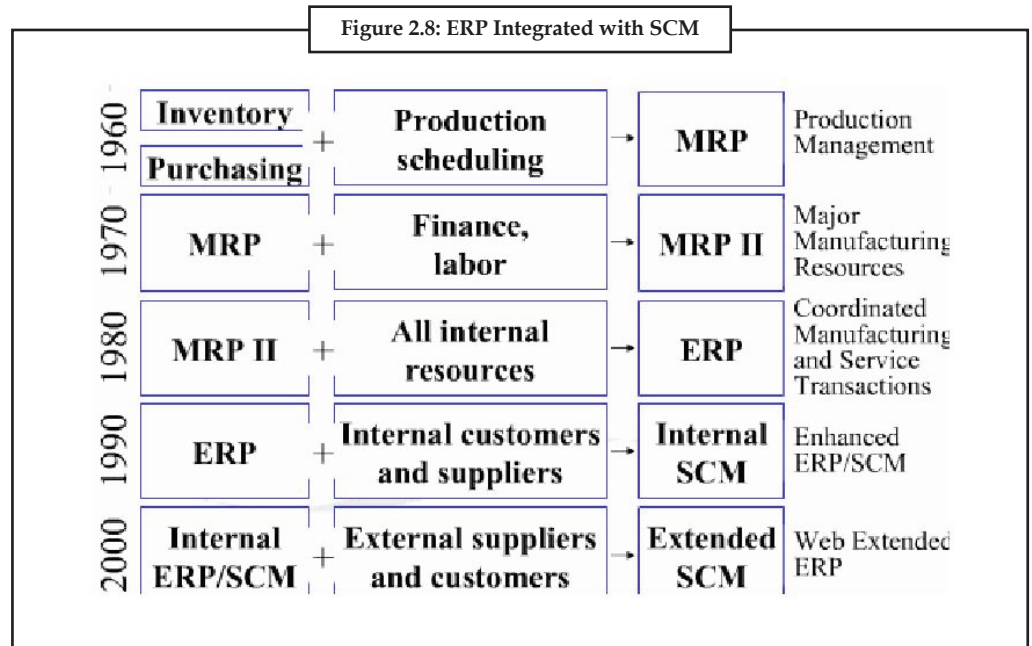 Figure 2.8: ERP Integrated with SCM
1960
Inventory
Purchasing
+
Production
scheduling
MRP
Production
Management
1970
MRP
+
Finance,
labor
MRP II
Major
Manufacturing
Resources
1980
MRP II
+
All internal
resources
ERP
Coordinated
Manufacturing
and Service
Transactions
1990
ERP
+
Internal customers
and suppliers
Internal
SCM
Enhanced
ERP/SCM
2000
Internal
ERP/SCM
+
External suppliers
and customers
Extended
SCM
Web Extended
ERP